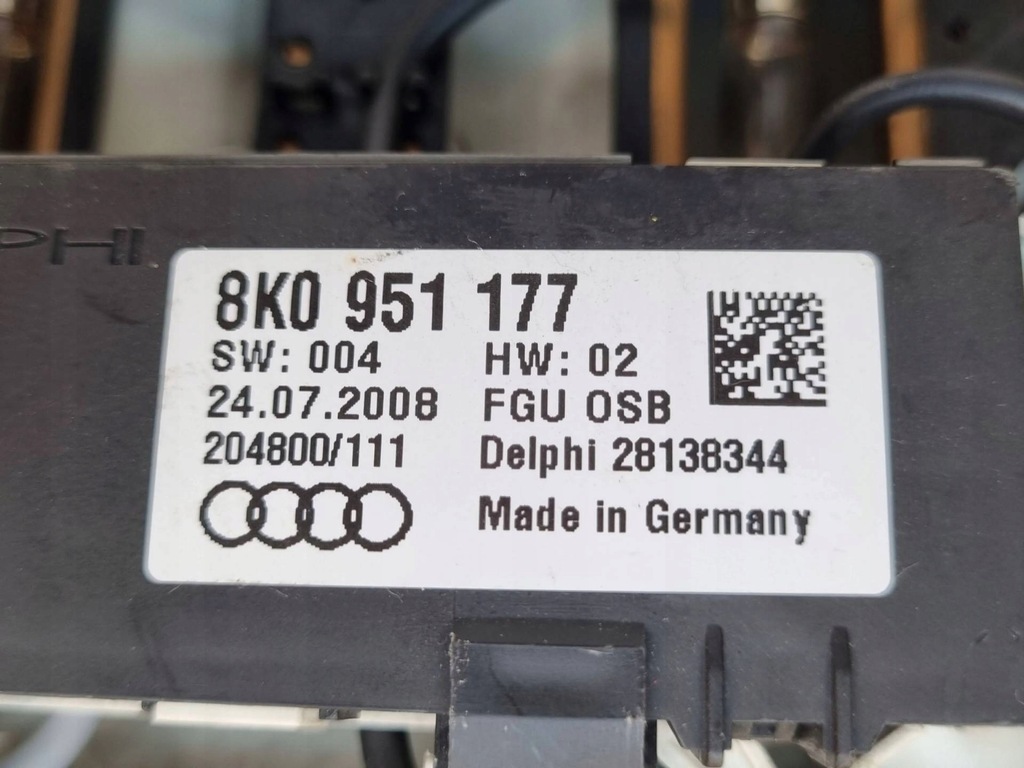 PHI
8K0 951 177
SW: 004 HW: 02
24.07.2008 FGU OSB
204800/111 Delphi 28138344
Made in Germany